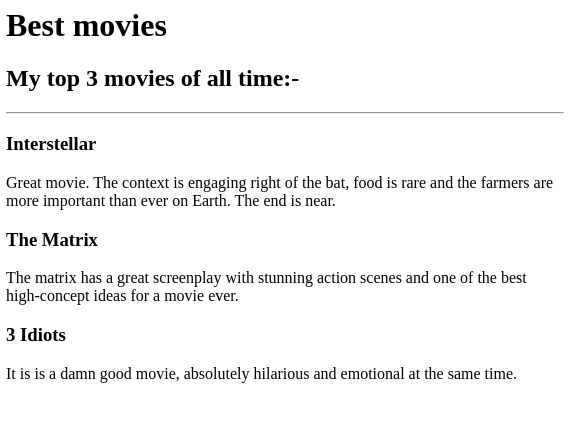 Best movies
My top 3 movies of all time:-
Interstellar
Great movie. The context is engaging right of the bat, food is rare and the farmers are
more important than ever on Earth. The end is near.
The Matrix
The matrix has a great screenplay with stunning action scenes and one of the best
high-concept ideas for a movie ever.
3 Idiots
It is is a damn good movie, absolutely hilarious and emotional at the same time.